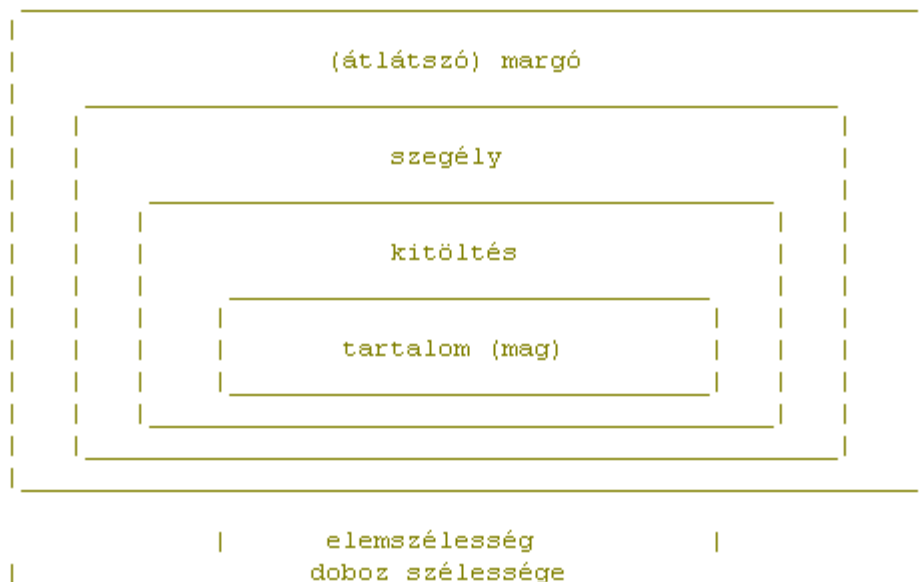 (átlátszó) margó
szegély
kitöltés
tartalom (mag)
elemszélesség
doboz szélessége